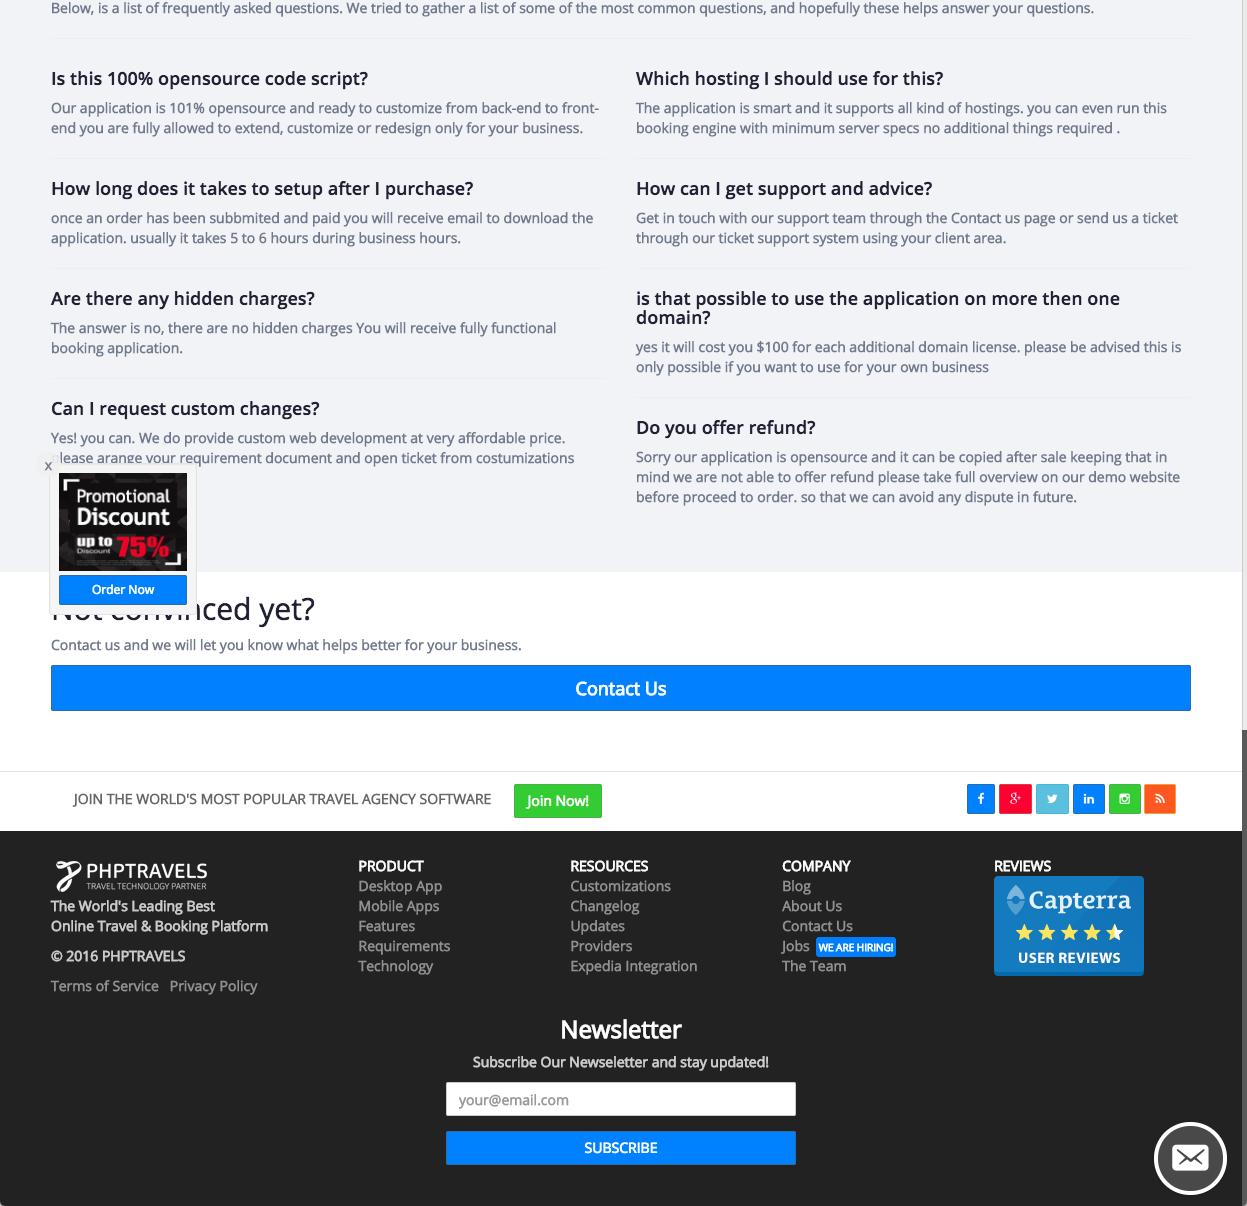 Below, is a list of frequently asked questions. We tried to gather a list of some of the most common questions, and hopefully these helps answer your questions.
Is this 100% opensource code script?
Our application is 101% opensource and ready to customize from back-end to front-
end you are fully allowed to extend, customize or redesign only for your business.
How long does it takes to setup after I purchase?
once an order has been subbmited and paid you will receive email to download the
application. usually it takes 5 to 6 hours during business hours.
Are there any hidden charges?
The answer is no, there are no hidden charges You will receive fully functional
booking application.
Can I request custom changes?
Yes! you can. We do provide custom web development at very affordable price.
please arange your requirement document and open ticket from costumizations
Which hosting I should use for this?
The application is smart and it supports all kind of hostings. you can even run this
booking engine with minimum server specs no additional things required .
How can I get support and advice?
Get in touch with our support team through the Contact us page or send us a ticket
through our ticket support system using your client area.
is that possible to use the application on more then one
domain?
yes it will cost you $100 for each additional domain license. please be advised this is
only possible if you want to use for your own business
Do you offer refund?
Sorry our application is opensource and it can be copied after sale keeping that in
mind we are not able to offer refund please take full overview on our demo website
before proceed to order. so that we can avoid any dispute in future.
x
Promotional
Discount
up to 75%
Discount
Order Now
Not convinced yet?
Contact us and we will let you know what helps better for your business.
Contact Us
JOIN THE WORLD'S MOST POPULAR TRAVEL AGENCY SOFTWARE
Join Now!
PHPTRAVELS
TRAVEL TECHNOLOGY PARTNER
The World's Leading Best
Online Travel & Booking Platform
© 2016 PHPTRAVELS
Terms of Service Privacy Policy
PRODUCT
Desktop App
Mobile Apps
Features
Requirements
Technology
RESOURCES
Customizations
Changelog
Updates
Providers
Expedia Integration
COMPANY
Blog
About Us
Contact Us
Jobs WE ARE HIRING!
The Team
REVIEWS
Capterra
USER REVIEWS
Newsletter
Subscribe Our Newseletter and stay updated!
your@email.com
SUBSCRIBE